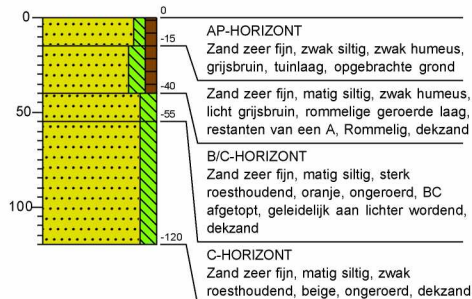 0
50
100
0
-15
-40
-55
-120
AP-HORIZONT
Zand zeer fijn, zwak siltig, zwak humeus,
grijsbruin, tuinlaag, opgebrachte grond
Zand zeer fijn, matig siltig, zwak humeus,
licht grijsbruin, rommelige geroerde laag,
restanten van een A, Rommelig, dekzand
B/C-HORIZONT
Zand zeer fijn, matig siltig, sterk
roesthoudend, oranje, ongeroerd, BC
afgetopt, geleidelijk aan lichter wordend,
dekzand
C-HORIZONT
Zand zeer fijn, matig siltig, zwak
roesthoudend, beige, ongeroerd, dekzand